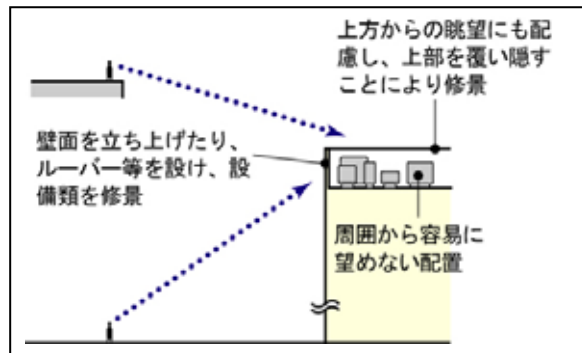 上方からの眺望にも配
慮し、上部を覆い隠す
ことにより修景
壁面を立ち上げたり、
ルーバー等を設け、設
備類を修景
周囲から容易に
望めない配置